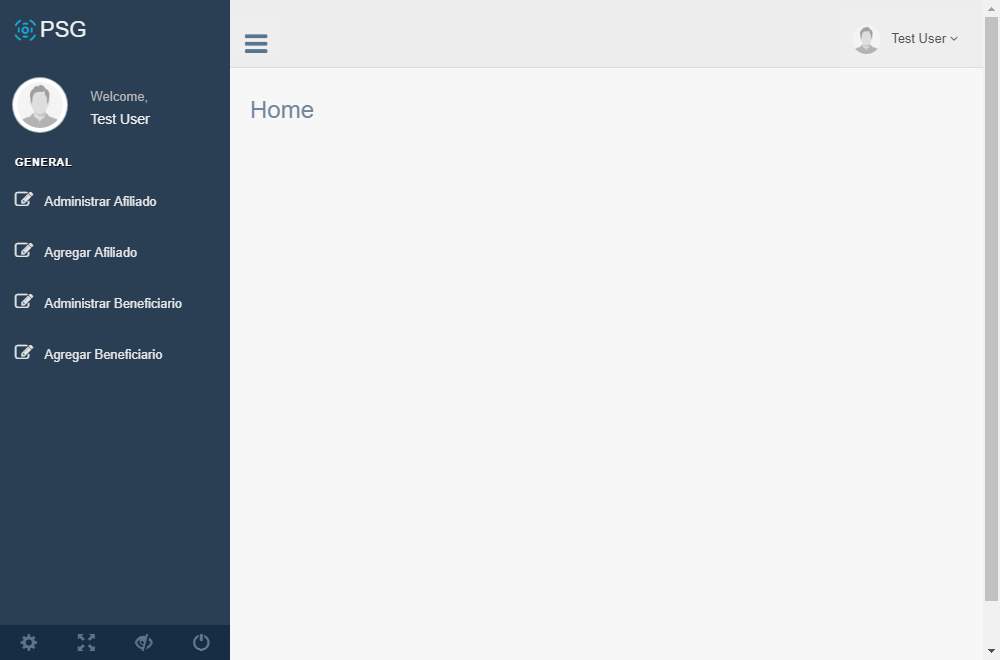 PSG
Welcome,
Test User
GENERAL
Administrar Afiliado
Agregar Afiliado
Administrar Beneficiario
Agregar Beneficiario
Test User
Home